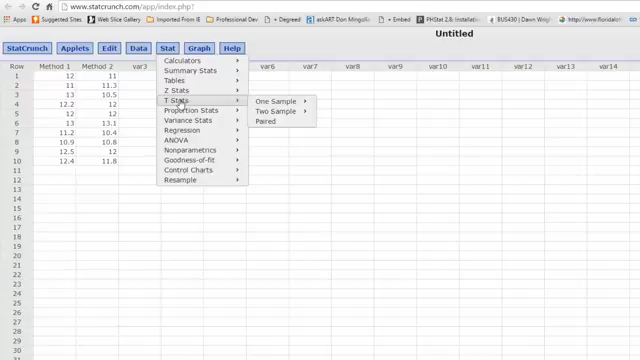 www.statcrunch.com/app/index.php?
Suggested Sites Web Slice Gallery Imported From IE Professional Dev + Degreed askART Don Mingo PHStat 2.8: BUS430 | Dawn Wright http://www.floridalot
Untitled
StatCrunch Applets Edit Data Stat Graph Help
Row Method 1 Method 2 var3 var6 var7 var8 var9 var10 var11 var12 var13 var14
Calculators
Summary Stats
Tables
Z Stats
T Stats
Proportion Stats
Variance Stats
Regression
ANOVA
Nonparametrics
Goodness-of-fit
Control Charts
Resample
One Sample
Two Sample
Paired
1 12 11
2 11 11.3
3 13 10.5
4 12.2 12
5 12 12
6 13 13.1
7 11.2 10.4
8 10.9 10.8
9 12.5 12
10 12.4 11.8
11
12
13
14
15
16
17
18
19
20
21
22
23
24
25
26
27
28
29
30
31